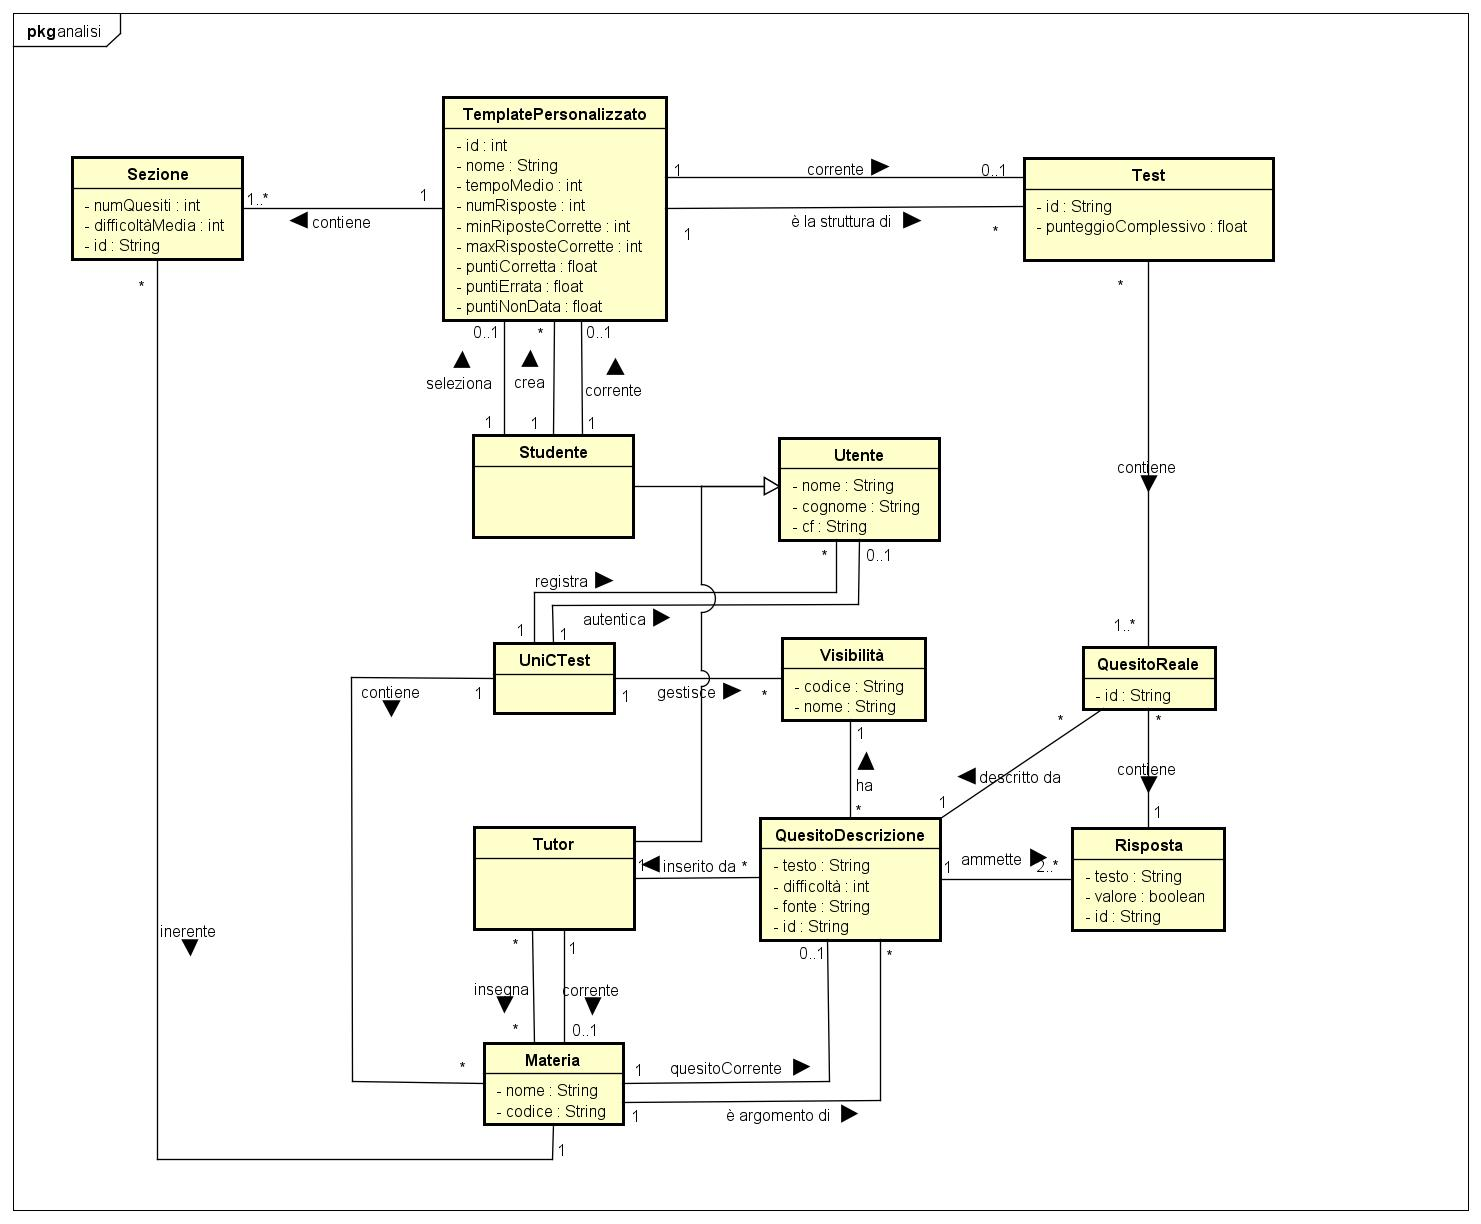 pkg analisi
TemplatePersonalizzato
- id : int
- nome : String
- tempoMedio : int
- numRisposte : int
- minRiposteCorrette : int
- maxRisposteCorrette : int
- puntiCorretta : float
- puntiErrata : float
- puntiNonData : float
Sezione
- numQuesiti : int
- difficoltàMedia : int
- id : String
Test
- id : String
- punteggioComplessivo : float
1..*
1
contiene
1
corrente
0..1
è la struttura di
1
*
*
*
0..1
*
0..1
seleziona
crea
corrente
1
1
1
Studente
Utente
- nome : String
- cognome : String
- cf : String
contiene
*
0..1
registra
autentica
1
1
1..*
UniCTest
Visibilità
- codice : String
- nome : String
QuesitoReale
- id : String
contiene
1
1
gestisce
*
1
ha
*
*
*
descritto da
contiene
1
1
Tutor
QuesitoDescrizione
- testo : String
- difficoltà : int
- fonte : String
- id : String
Risposta
- testo : String
- valore : boolean
- id : String
1
inserito da
*
1
ammette
2..*
inerente
*
1
insegna
corrente
*
0..1
0..1
*
Materia
- nome : String
- codice : String
*
1
quesitoCorrente
1
è argomento di
1